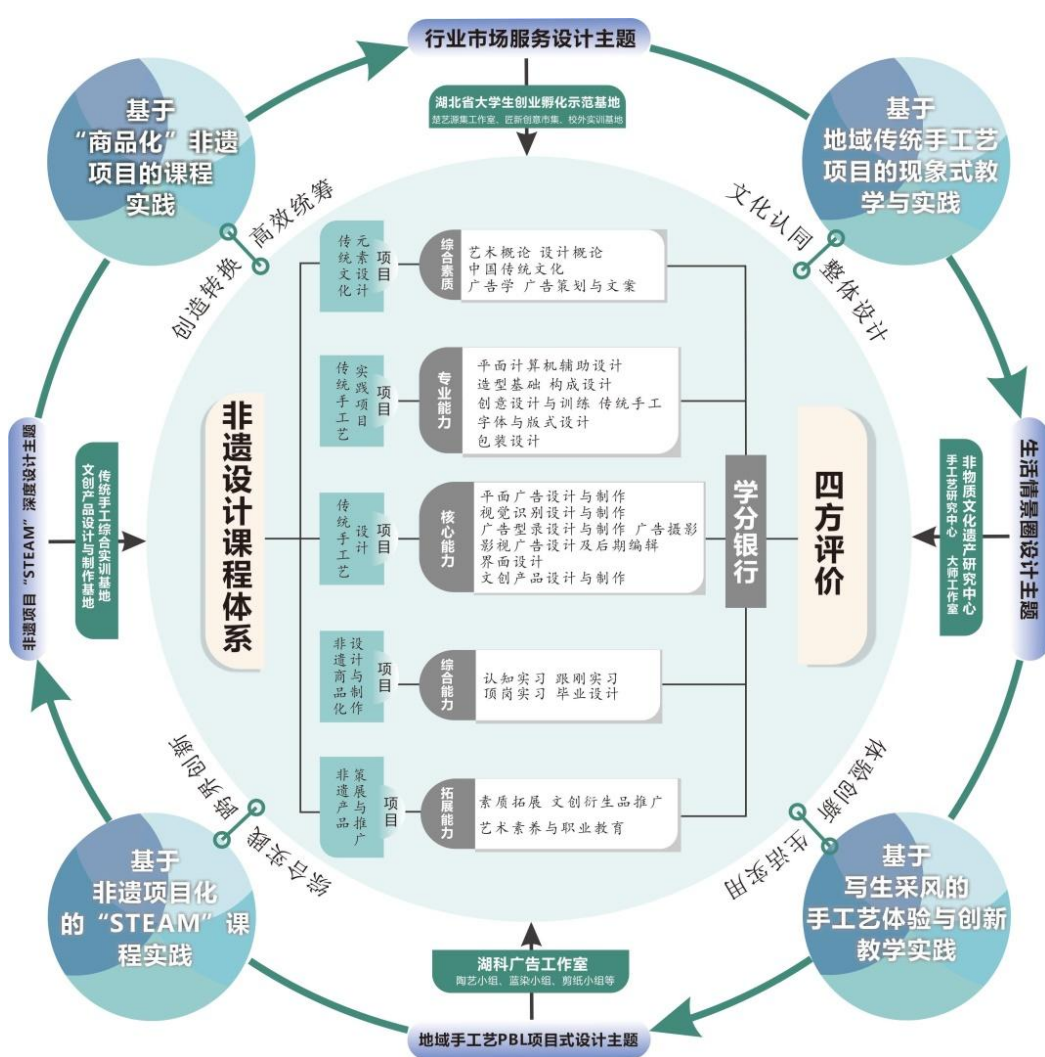 行业市场服务设计主题
湖北省大学生创业孵化示范基地
楚艺源集工作室、匠新创意市集、校外实训基地
基于
“商品化”非遗
项目的课程
实践
基于
地域传统手工艺
项目的现象式教
学与实践
创造转换 高效统筹
文化认同 整体设计
非遗项目“STEAM”深度设计主题
传统手工综合实训基地
文创产品设计与制作基地
非遗设计课程体系
传统文化
元素设计
项目
综合素质
艺术概论 设计概论
中国传统文化
广告学 广告策划与文案
传统手工艺
实践项目
项目
专业能力
平面计算机辅助设计
造型基础 构成设计
创意设计与训练 传统手工
字体与版式设计
包装设计
传统手工艺
设计
项目
核心能力
平面广告设计与制作
视觉识别设计与制作
广告型录设计与制作 广告摄影
影视广告设计及后期编辑
界面设计
文创产品设计与制作
非遗商品化
设计与制作
项目
综合能力
认知实习 跟刚实习
顶岗实习 毕业设计
非遗产品
策展与推广
项目
拓展能力
素质拓展 文创衍生品推广
艺术素养与职业教育
学分银行
四方评价
非物质文化遗产研究中心
手工艺研究中心 大师工作室
生活情景圈设计主题
综合实践 跨界创新
体验创新 生活实用
基于
非遗项目化
的“STEAM”课
程实践
基于
写生采风的
手工艺体验与创新
教学实践
湖科广告工作室
陶艺小组、蓝染小组、剪纸小组等
地域手工艺PBL项目式设计主题